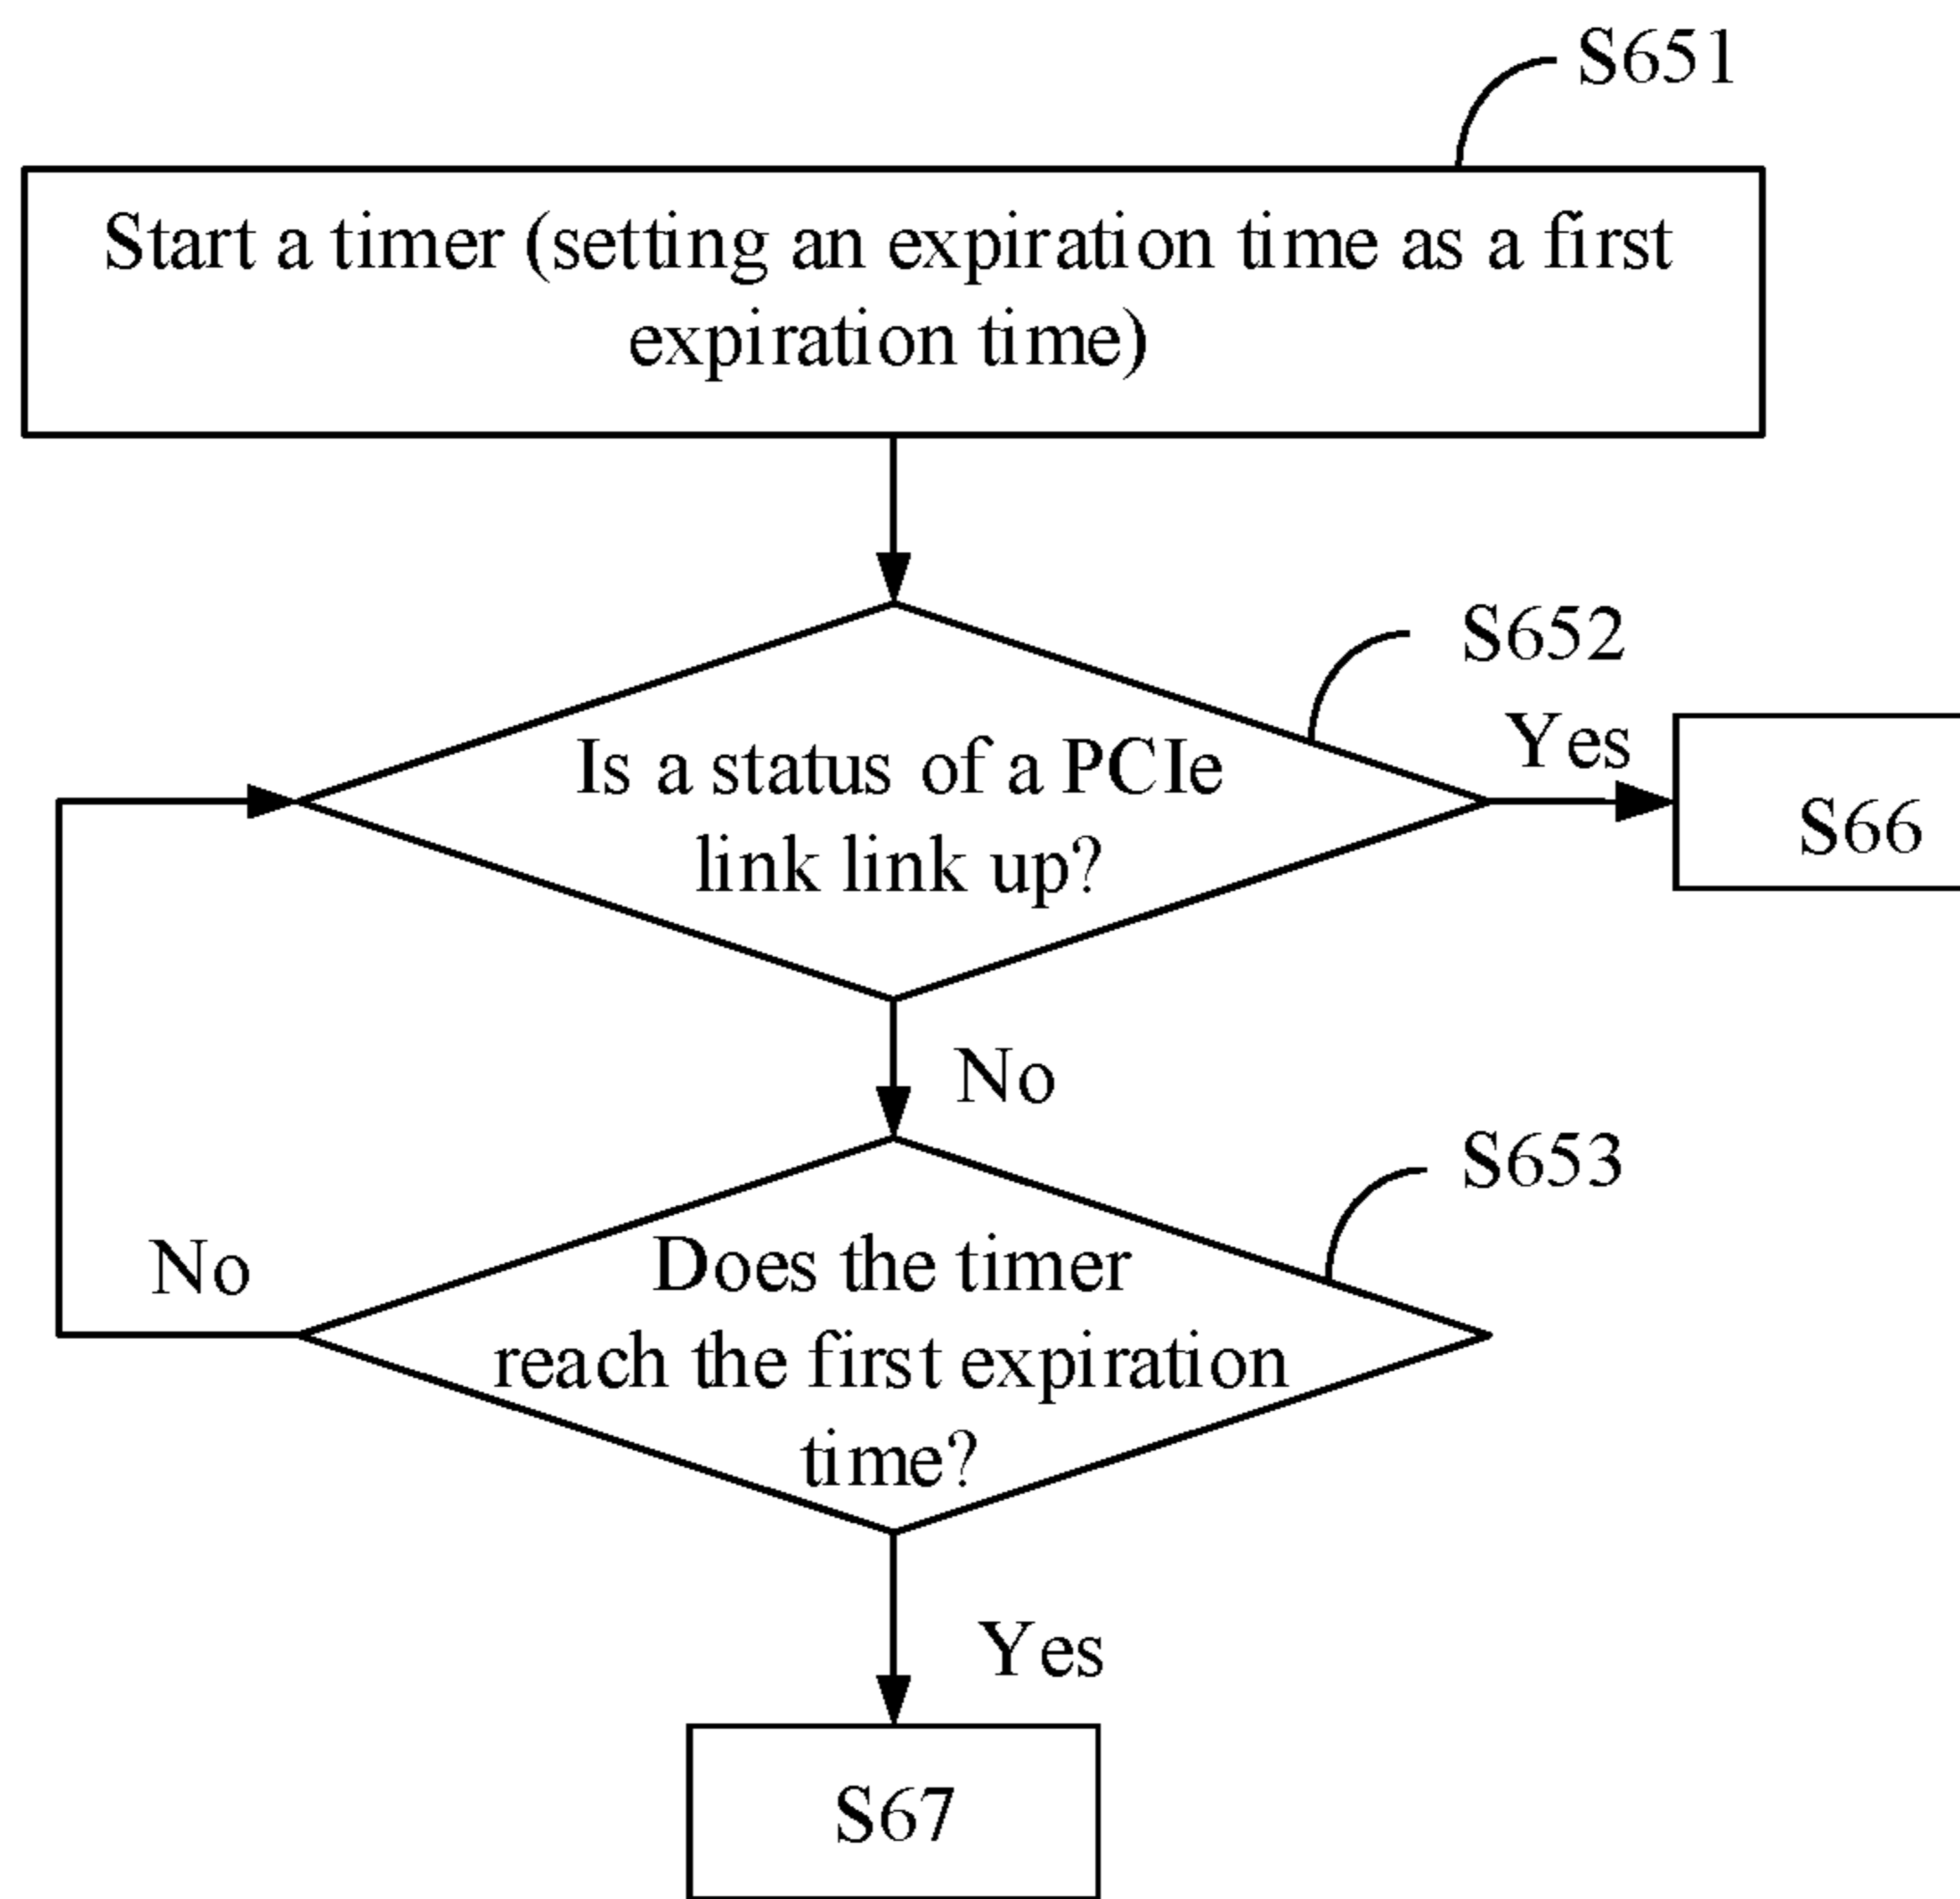 S651
Start a timer (setting an expiration time as a first
expiration time)
S652
Is a status of a PCIe
link link up?
Yes
S66
No
S653
Does the timer
reach the first expiration
time?
No
Yes
S67